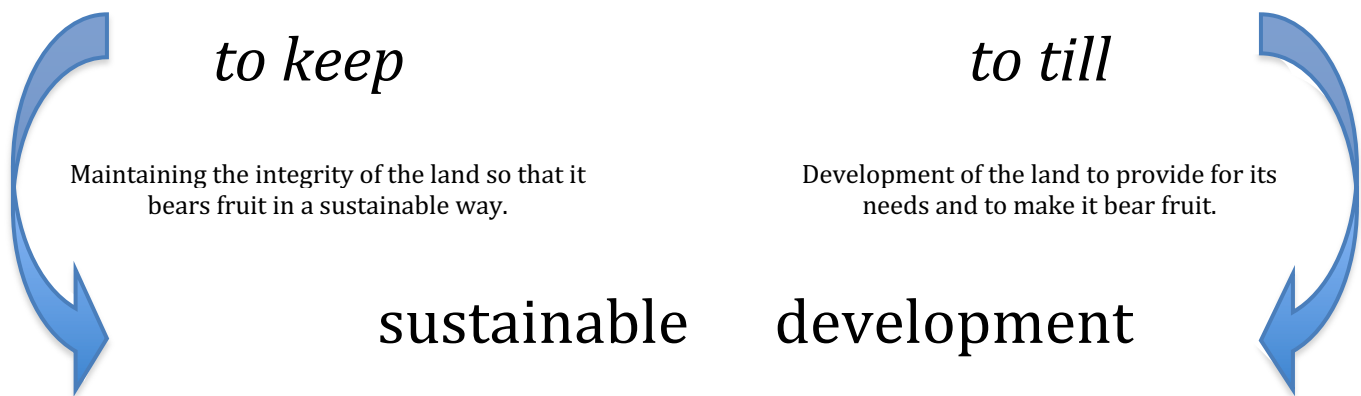 to keep
to till
Maintaining the integrity of the land so that it
bears fruit in a sustainable way.
Development of the land to provide for its
needs and to make it bear fruit.
sustainable development